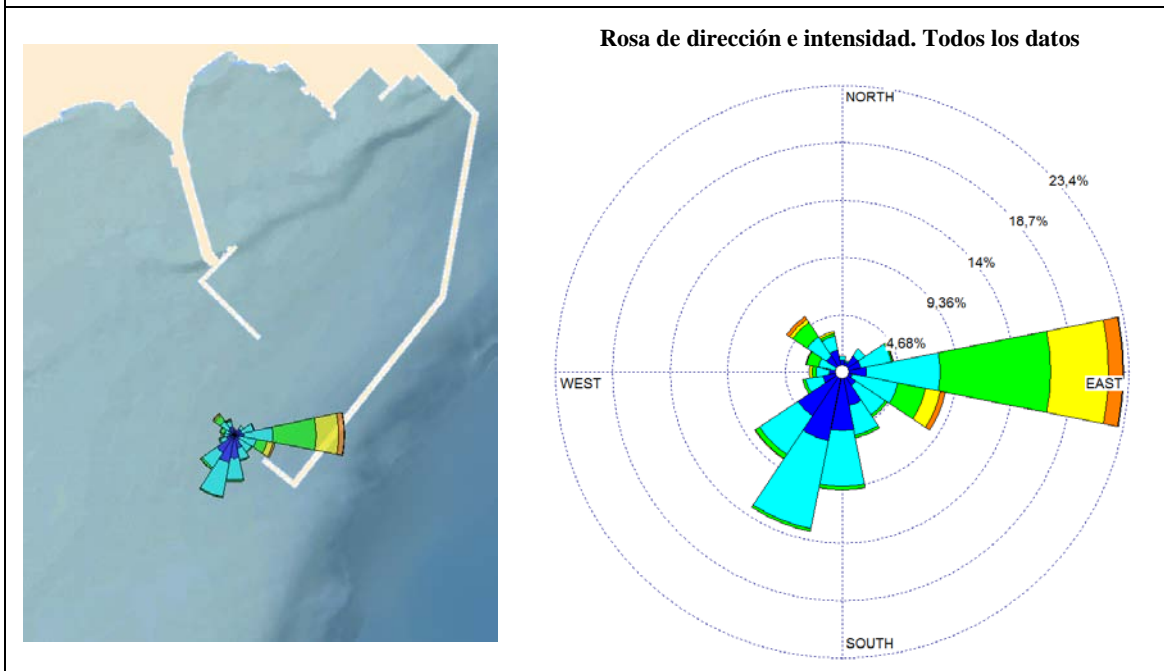 Rosa de dirección e intensidad. Todos los datos
NORTH
23,4%
18,7%
14%
9,36%
4,68%
WEST
EAST
SOUTH